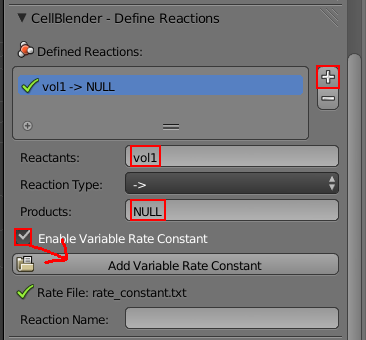 CellBlender - Define Reactions
Defined Reactions:
vol1 -> NULL
Reactants: vol1
Reaction Type: ->
Products: NULL
Enable Variable Rate Constant
Add Variable Rate Constant
Rate File: rate_constant.txt
Reaction Name: